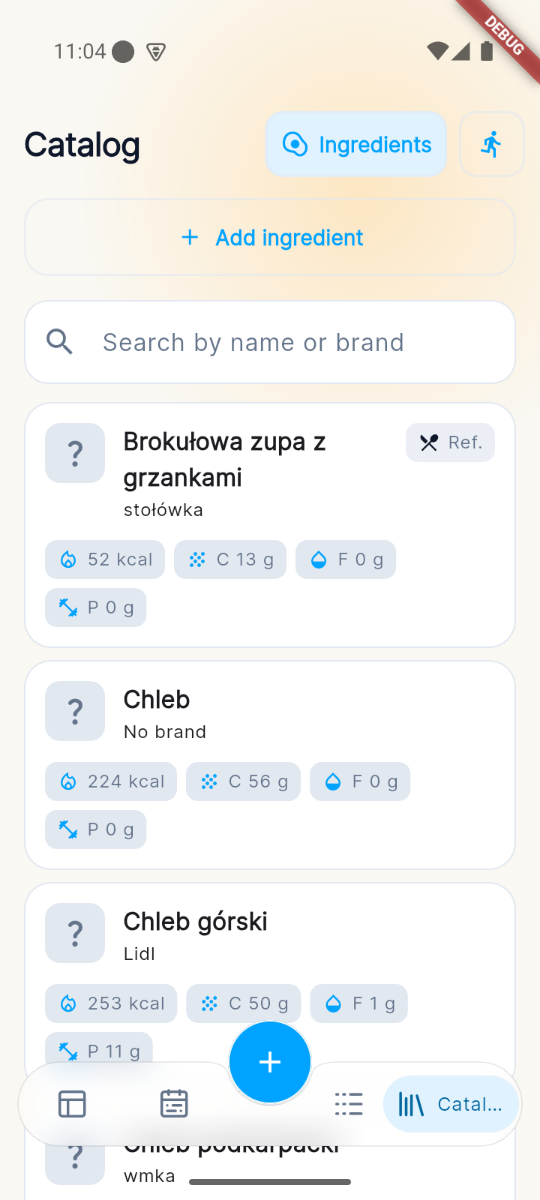 11:04
DEBUG
Catalog
Ingredients
+ Add ingredient
Search by name or brand
?
Brokułowa zupa z
grzankami
Ref.
stołówka
52 kcal
C 13 g
F 0 g
P 0 g
?
Chleb
No brand
224 kcal
C 56 g
F 0 g
P 0 g
?
Chleb górski
Lidl
253 kcal
C 50 g
F 1 g
P 11 g
+
Catal...
?
Chleb podkarpacki
wmka